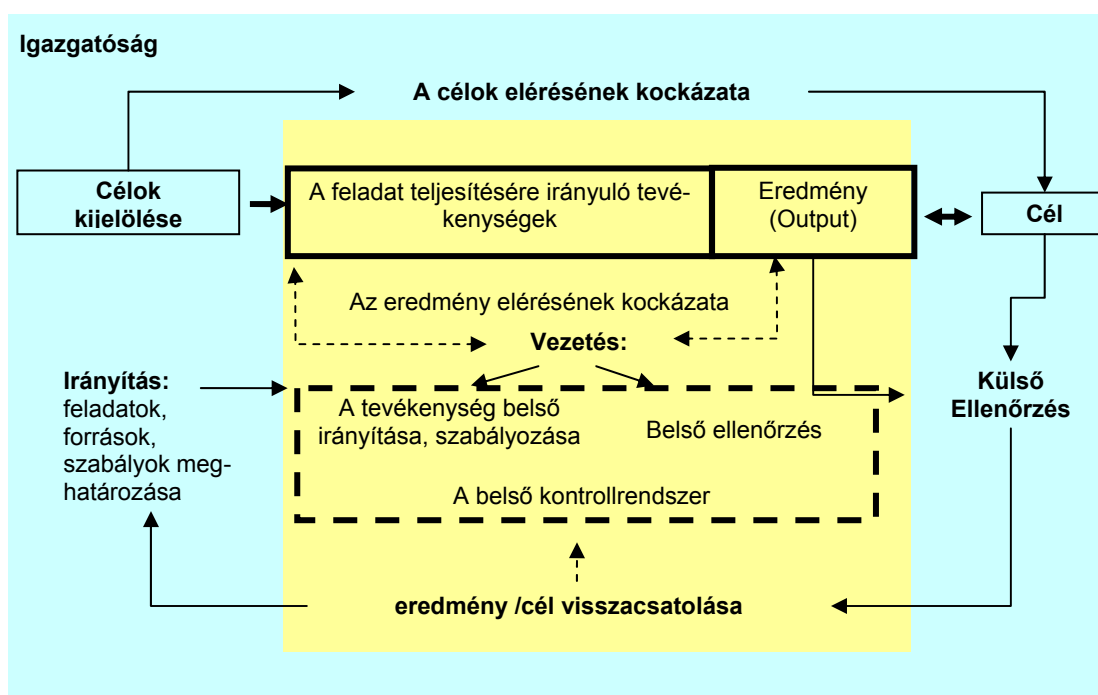 Igazgatóság
A célok elérésének kockázata
Célok
kijelölése
A feladat teljesítésére irányuló tevé-
kenységek
Eredmény
(Output)
Cél
Az eredmény elérésének kockázata
Vezetés:
Irányítás:
feladatok,
források,
szabályok meg-
határozása
A tevékenység belső
irányítása, szabályozása
Belső ellenőrzés
A belső kontrollrendszer
Külső
Ellenőrzés
eredmény /cél visszacsatolása